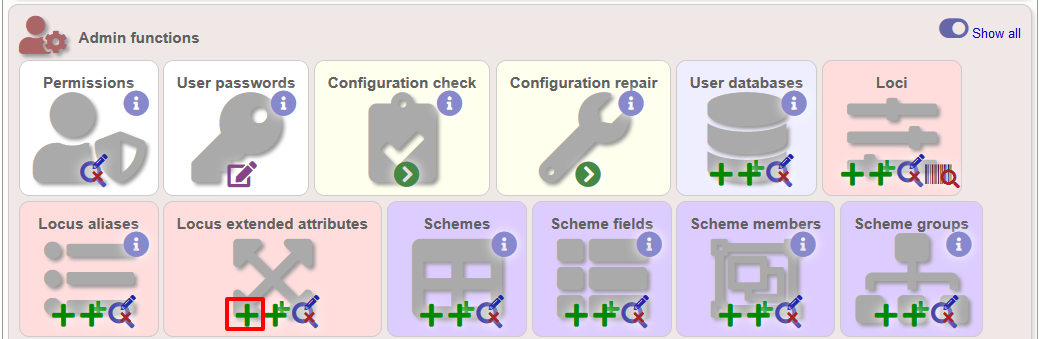 Admin functions
Show all
Permissions
User passwords
Configuration check
Configuration repair
User databases
Loci
Locus aliases
Locus extended attributes
Schemes
Scheme fields
Scheme members
Scheme groups